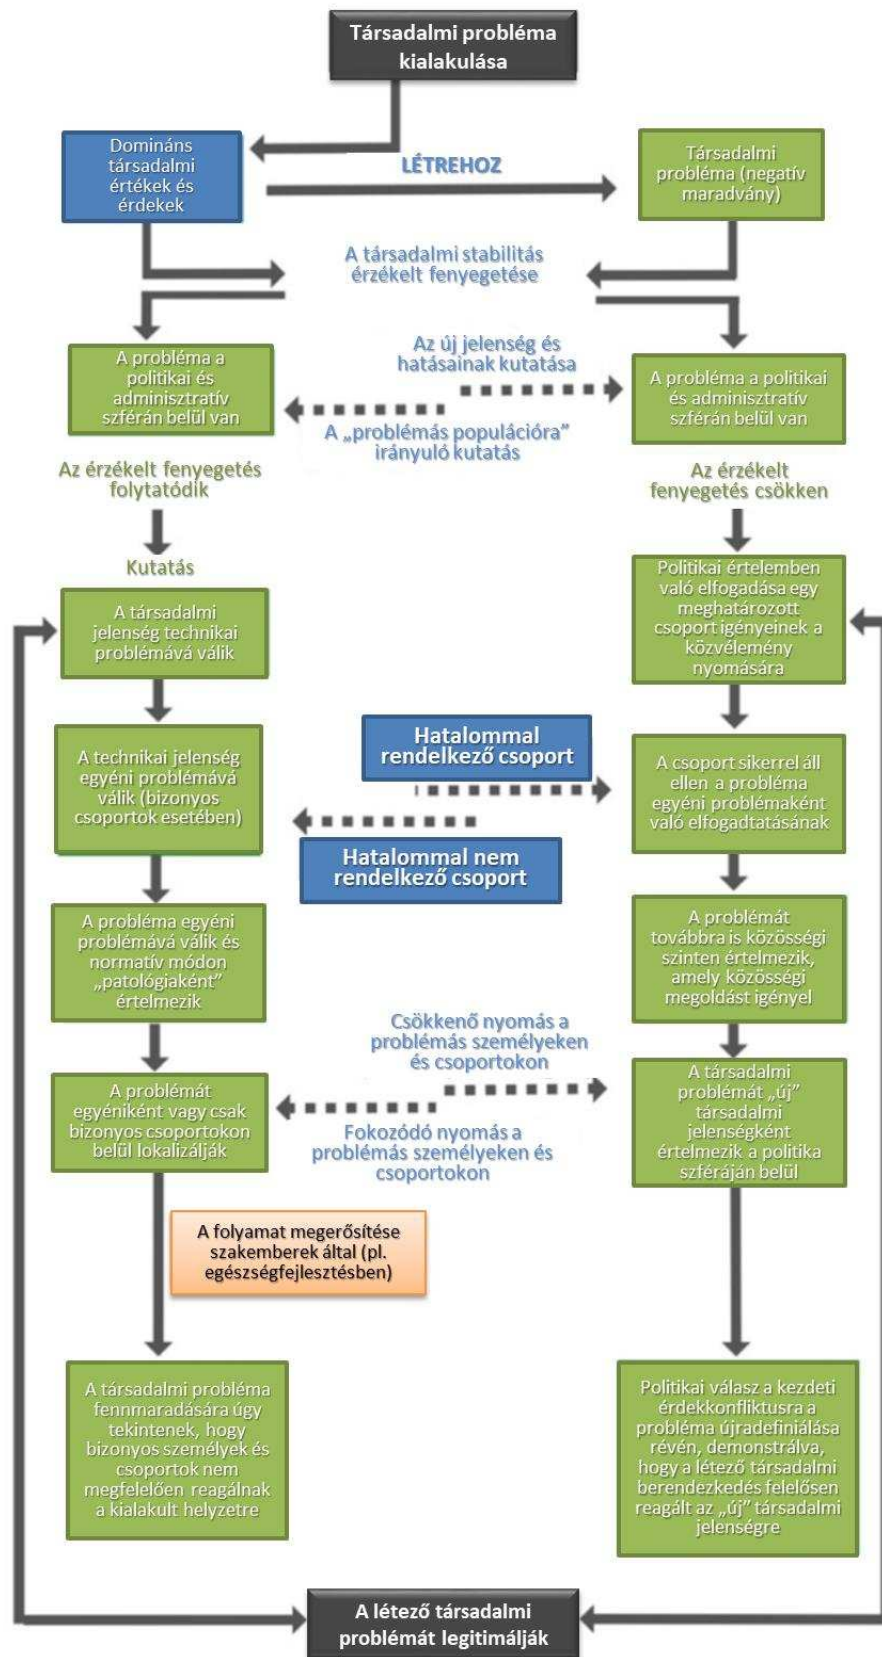 Társadalmi probléma
kialakulása
Domináns
társadalmi
értékek és
érdekek
LÉTREHOZ
Társadalmi
probléma (negatív
maradvány)
A társadalmi stabilitás
érzékelt fenyegetése
A probléma a
politikai és
adminisztratív
szférán belül van
Az új jelenség és
hatásainak kutatása
A „problémás populációra”
irányuló kutatás
A probléma a politikai
és adminisztratív
szférán belül van
Az érzékelt fenyegetés
folytatódik
Az érzékelt
fenyegetés csökken
Kutatás
A társadalmi
jelenség technikai
problémává válik
Politikai értelemben
való elfogadása egy
meghatározott
csoport igényeinek a
közvélemény
nyomására
A technikai jelenség
egyéni problémává
válik (bizonyos
csoportok esetében)
Hatalommal
rendelkező csoport
Hatalommal nem
rendelkező csoport
A csoport sikerrel áll
ellen a probléma
egyéni problémaként
való elfogadtatásának
A probléma egyéni
problémává válik és
normatív módon
„patológiaként”
értelmezik
A problémát
továbbra is közösségi
szinten értelmezik,
amely közösségi
megoldást igényel
Csökkenő nyomás a
problémás személyeken
és csoportokon
A problémát
egyéniként vagy csak
bizonyos csoportokon
belül lokalizálják
Fokozódó nyomás a
problémás személyeken és
csoportokon
A társadalmi
problémát „új”
társadalmi
jelenségként
értelmezik a politika
szféráján belül
A folyamat megerősítése
szakemberek által (pl.
egészségfejlesztésben)
A társadalmi probléma
fennmaradására úgy
tekintenek, hogy
bizonyos személyek és
csoportok nem
megfelelően reagálnak
a kialakult helyzetre
Politikai válasz a kezdeti
érdekkonfliktusra a
probléma újradefiniálása
révén, demonstrálva,
hogy a létező társadalmi
berendezkedés felelősen
reagált az „új” társadalmi
jelenségre
A létező társadalmi
problémát legitimálják